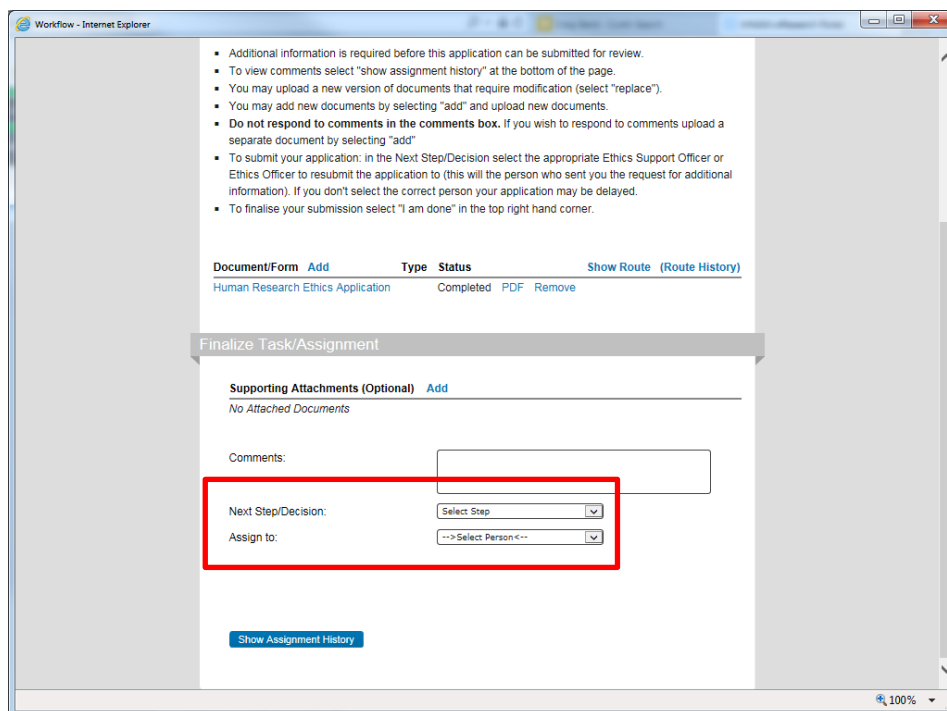 Workflow - Internet Explorer
Additional information is required before this application can be submitted for review.
To view comments select "show assignment history" at the bottom of the page.
You may upload a new version of documents that require modification (select "replace").
You may add new documents by selecting "add" and upload new documents.
Do not respond to comments in the comments box. If you wish to respond to comments upload a
separate document by selecting "add"
To submit your application: in the Next Step/Decision select the appropriate Ethics Support Officer or
Ethics Officer to resubmit the application to (this will the person who sent you the request for additional
information). If you don't select the correct person your application may be delayed.
To finalise your submission select "I am done" in the top right hand corner.
Document/Form Add Type Status Show Route (Route History)
Human Research Ethics Application Completed PDF Remove
Finalize Task/Assignment
Supporting Attachments (Optional) Add
No Attached Documents
Comments:
Next Step/Decision: Select Step
Assign to: -->Select Person<--
Show Assignment History
100%